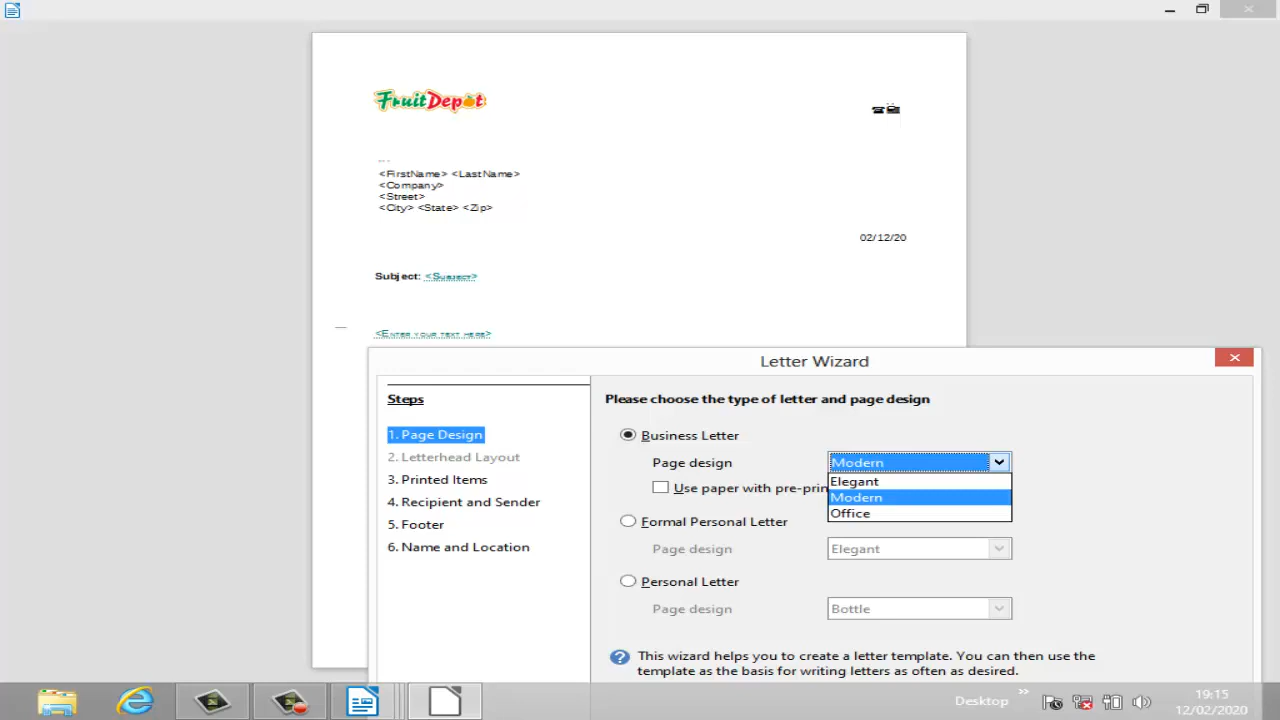 FruitDepot
<FirstName> <LastName>
<Company>
<Street>
<City> <State> <Zip>
02/12/20
Subject: <Subject>
<Enter your text here>
Letter Wizard
Steps
1. Page Design
2. Letterhead Layout
3. Printed Items
4. Recipient and Sender
5. Footer
6. Name and Location
Please choose the type of letter and page design
Business Letter
Page design Modern
Elegant
Modern
Office
Use paper with pre-prin
Formal Personal Letter
Page design Elegant
Personal Letter
Page design Bottle
This wizard helps you to create a letter template. You can then use the
template as the basis for writing letters as often as desired.
Desktop
19:15
12/02/2020